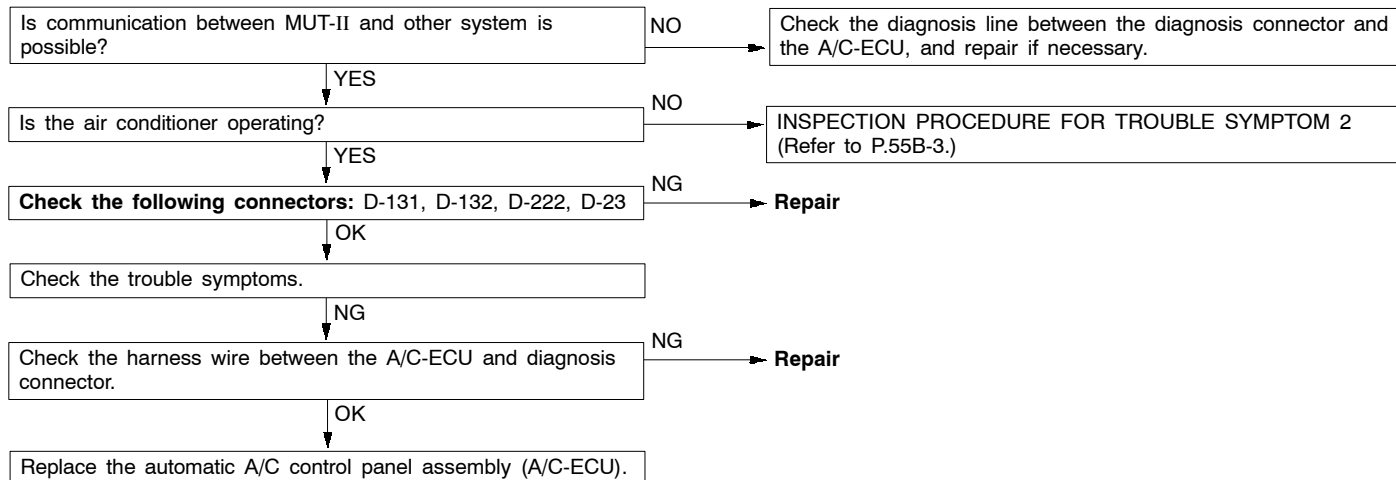 Is communication between MUT-II and other system is
possible?
NO
Check the diagnosis line between the diagnosis connector and
the A/C-ECU, and repair if necessary.
YES
Is the air conditioner operating?
NO
INSPECTION PROCEDURE FOR TROUBLE SYMPTOM 2
(Refer to P.55B-3.)
YES
Check the following connectors: D-131, D-132, D-222, D-23
NG
Repair
OK
Check the trouble symptoms.
NG
Check the harness wire between the A/C-ECU and diagnosis
connector.
NG
Repair
OK
Replace the automatic A/C control panel assembly (A/C-ECU).